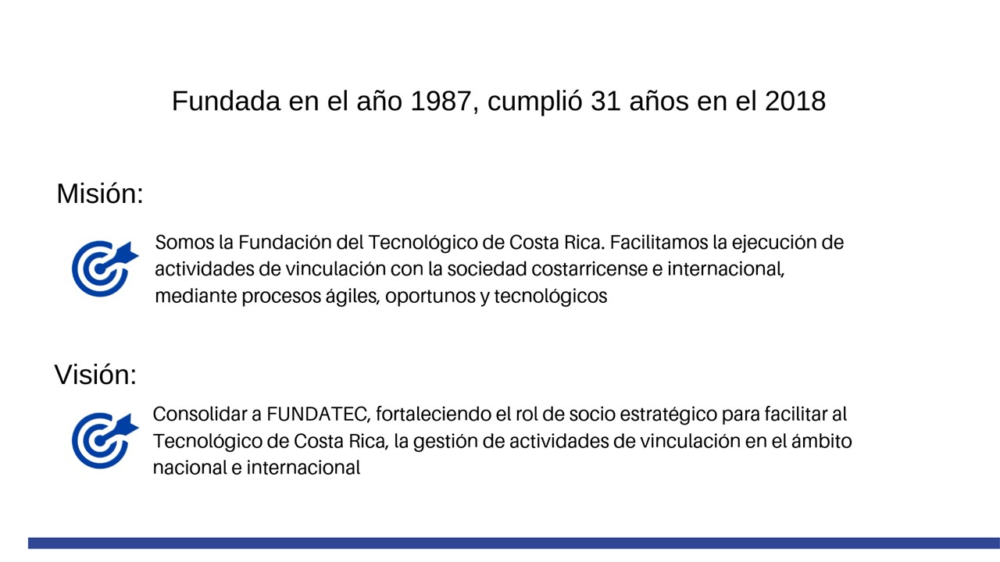 Fundada en el año 1987, cumplió 31 años en el 2018
Misión:
Somos la Fundación del Tecnológico de Costa Rica. Facilitamos la ejecución de
actividades de vinculación con la sociedad costarricense e internacional,
mediante procesos ágiles, oportunos y tecnológicos
Visión:
Consolidar a FUNDATEC, fortaleciendo el rol de socio estratégico para facilitar al
Tecnológico de Costa Rica, la gestión de actividades de vinculación en el ámbito
nacional e internacional